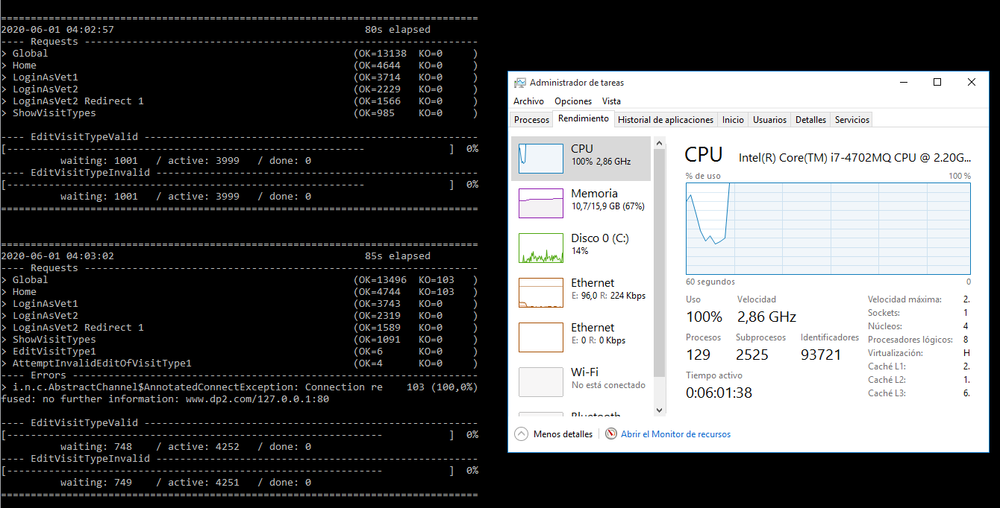 ================================================================================
2020-06-01 04:02:57                                          80s elapsed
---- Requests ------------------------------------------------------------------
> Global                                                   (OK=13138  KO=0     )
> Home                                                     (OK=4644   KO=0     )
> LoginAsVet1                                              (OK=3714   KO=0     )
> LoginAsVet2                                              (OK=2229   KO=0     )
> LoginAsVet2 Redirect 1                                   (OK=1566   KO=0     )
> ShowVisitTypes                                           (OK=985    KO=0     )
---- EditVisitTypeValid --------------------------------------------------------
[------------------------------------------------------------              ]  0%
          waiting: 1001   / active: 3999   / done: 0
---- EditVisitTypeInvalid ------------------------------------------------------
[------------------------------------------------------------              ]  0%
          waiting: 1001   / active: 3999   / done: 0
================================================================================
================================================================================
2020-06-01 04:03:02                                          85s elapsed
---- Requests ------------------------------------------------------------------
> Global                                                   (OK=13496  KO=103   )
> Home                                                     (OK=4744   KO=103   )
> LoginAsVet1                                              (OK=3743   KO=0     )
> LoginAsVet2                                              (OK=2319   KO=0     )
> LoginAsVet2 Redirect 1                                   (OK=1589   KO=0     )
> ShowVisitTypes                                           (OK=1091   KO=0     )
> EditVisitType1                                           (OK=6      KO=0     )
> AttemptInvalidEditOfVisitType1                           (OK=4      KO=0     )
---- Errors --------------------------------------------------------------------
> i.n.c.AbstractChannel$AnnotatedConnectException: Connection re    103 (100,0%)
fused: no further information: www.dp2.com/127.0.0.1:80
---- EditVisitTypeValid --------------------------------------------------------
[---------------------------------------------------------------           ]  0%
          waiting: 748    / active: 4252   / done: 0
---- EditVisitTypeInvalid ------------------------------------------------------
[---------------------------------------------------------------           ]  0%
          waiting: 749    / active: 4251   / done: 0
================================================================================
Administrador de tareas
Archivo Opciones Vista
Procesos Rendimiento Historial de aplicaciones Inicio Usuarios Detalles Servicios
CPU
100% 2,86 GHz
Memoria
10,7/15,9 GB (67%)
Disco 0 (C:)
14%
Ethernet
E: 96,0 R: 224 Kbps
Ethernet
E: 0 R: 0 Kbps
Wi-Fi
No está conectado
Bluetooth
CPU Intel(R) Core(TM) i7-4702MQ CPU @ 2.20G...
% de uso 100 %
60 segundos 0
Uso Velocidad
100% 2,86 GHz
Procesos Subprocesos Identificadores
129 2525 93721
Tiempo activo
0:06:01:38
Velocidad máxima: 2.
Sockets: 1
Núcleos: 4
Procesadores lógicos: 8
Virtualización: H
Caché L1: 2.
Caché L2: 1.
Caché L3: 6.
Menos detalles Abrir el Monitor de recursos